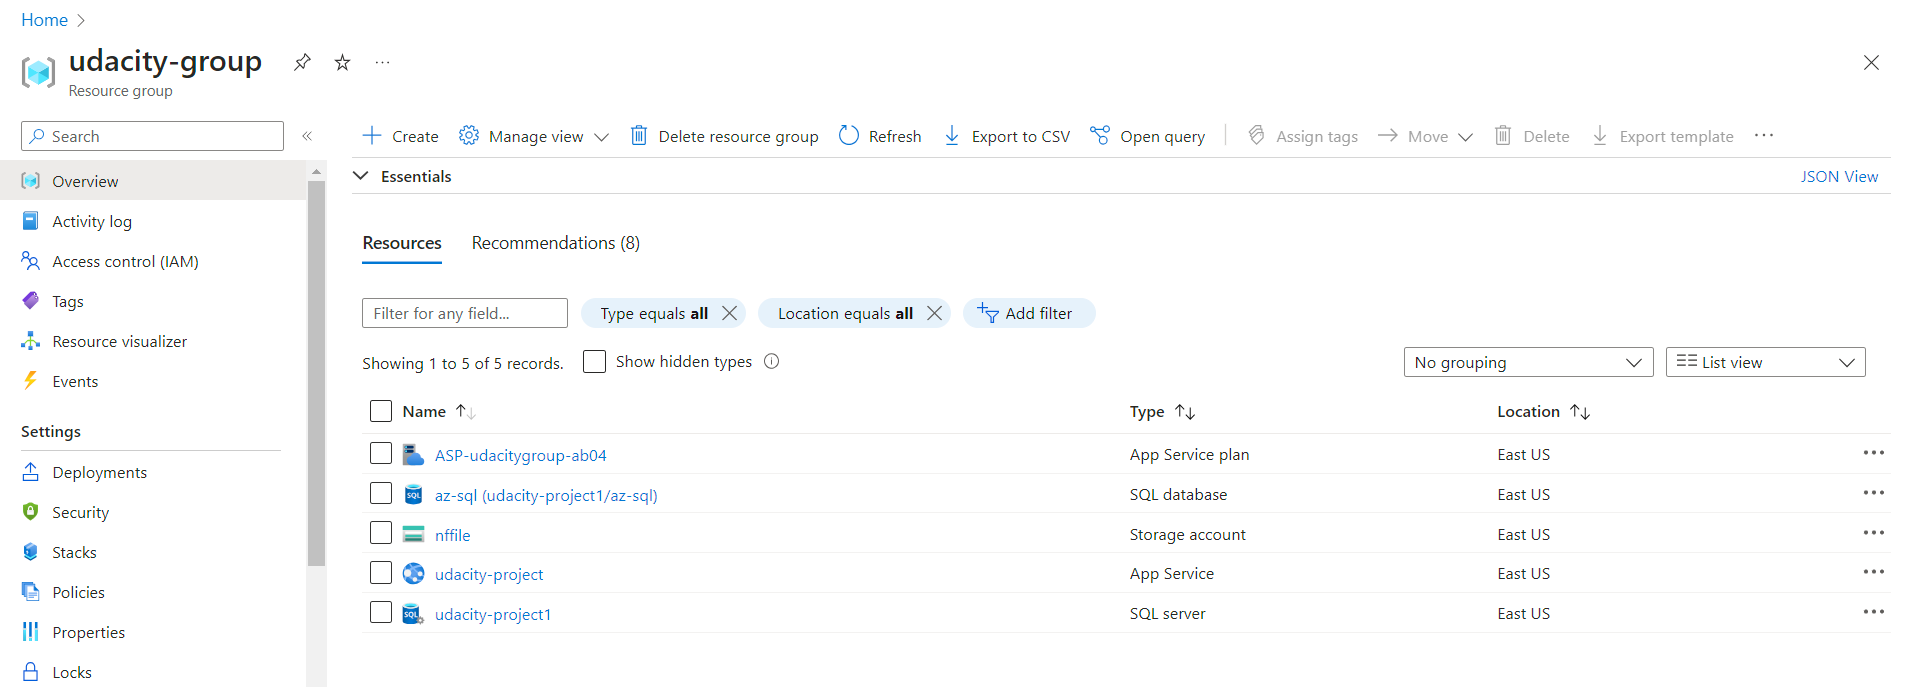 Home
udacity-group
Resource group
Search
Create
Manage view
Delete resource group
Refresh
Export to CSV
Open query
Assign tags
Move
Delete
Export template
Overview
Activity log
Access control (IAM)
Tags
Resource visualizer
Events
Settings
Deployments
Security
Stacks
Policies
Properties
Locks
Essentials
JSON View
Resources
Recommendations (8)
Filter for any field...
Type equals all
Location equals all
Add filter
Showing 1 to 5 of 5 records.
Show hidden types
No grouping
List view
Name Type Location
ASP-udacitygroup-ab04 App Service plan East US
SQL az-sql (udacity-project1/az-sql) SQL database East US
nffile Storage account East US
udacity-project App Service East US
SQL udacity-project1 SQL server East US